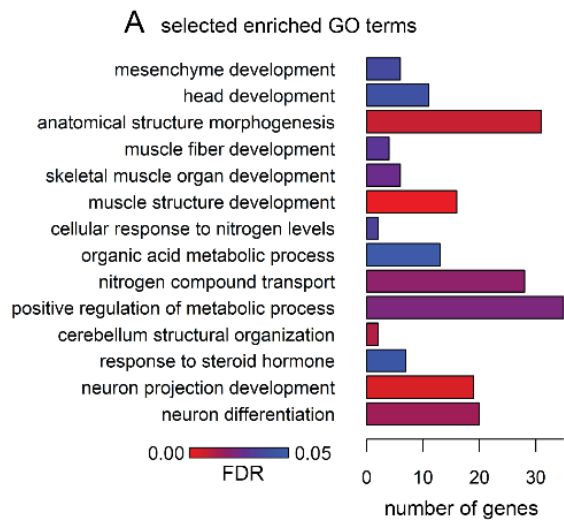 A selected enriched GO terms
mesenchyme development
head development
anatomical structure morphogenesis
muscle fiber development
skeletal muscle organ development
muscle structure development
cellular response to nitrogen levels
organic acid metabolic process
nitrogen compound transport
positive regulation of metabolic process
cerebellum structural organization
response to steroid hormone
neuron projection development
neuron differentiation
0.00 0.05
FDR
0 10 20 30
number of genes